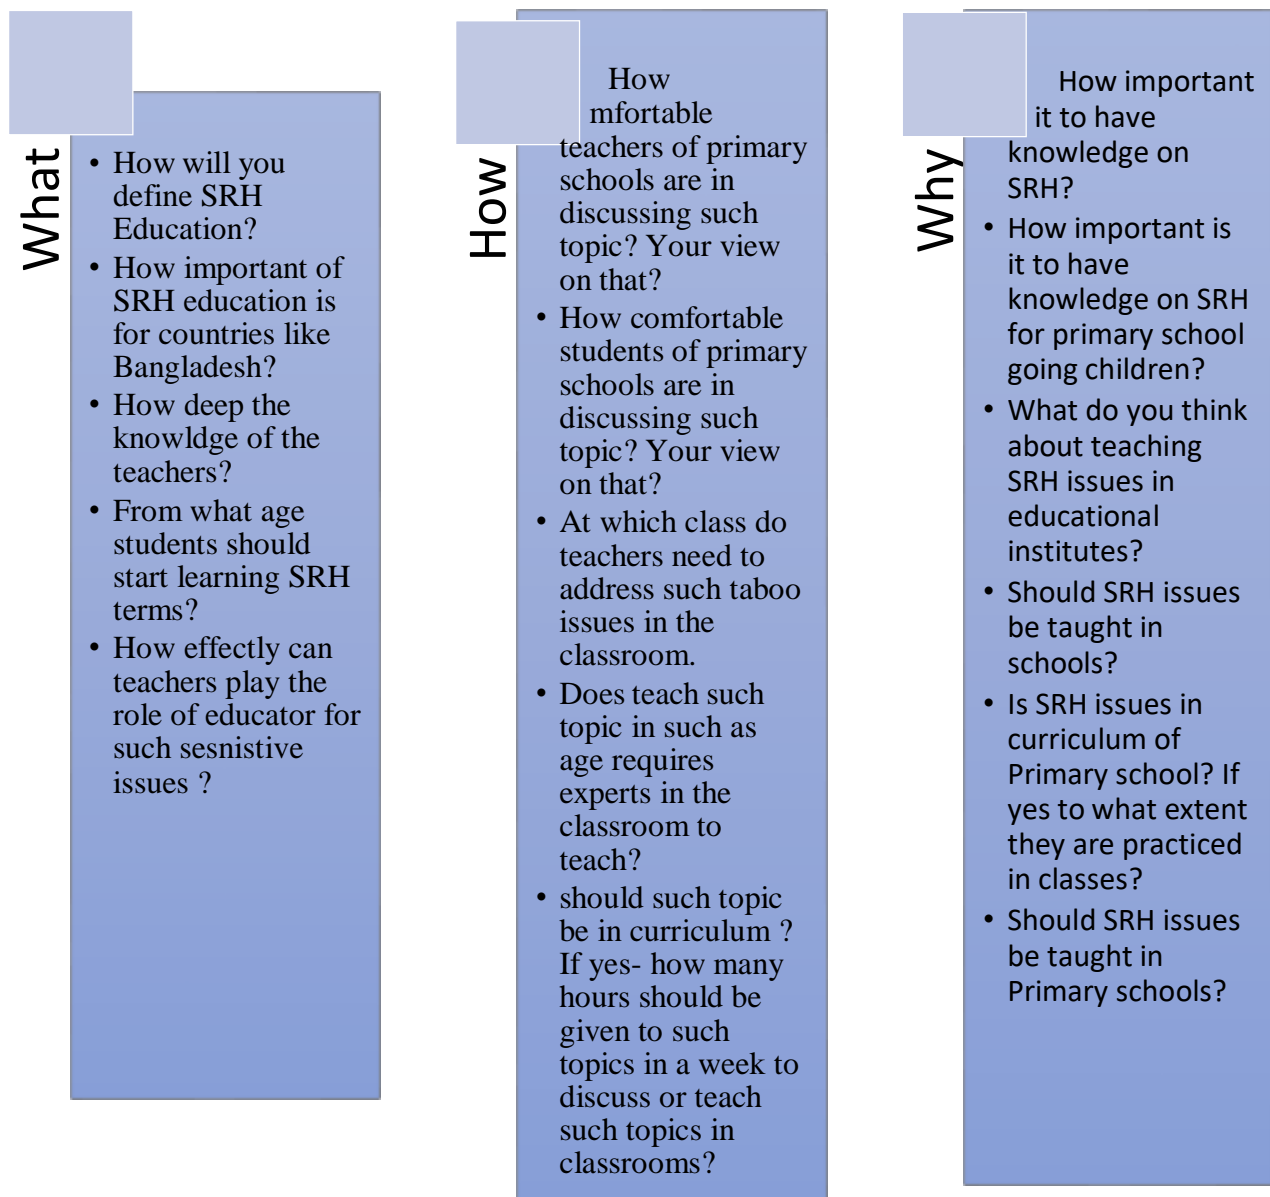 What
• How will you
define SRH
Education?
• How important of
SRH education is
for countries like
Bangladesh?
• How deep the
knowldge of the
teachers?
• From what age
students should
start learning SRH
terms?
• How effectly can
teachers play the
role of educator for
such sesnistive
issues ?
How
How
mfortable
teachers of primary
schools are in
discussing such
topic? Your view
on that?
• How comfortable
students of primary
schools are in
discussing such
topic? Your view
on that?
• At which class do
teachers need to
address such taboo
issues in the
classroom.
• Does teach such
topic in such as
age requires
experts in the
classroom to
teach?
• should such topic
be in curriculum ?
If yes- how many
hours should be
given to such
topics in a week to
discuss or teach
such topics in
classrooms?
Why
How important
it to have
knowledge on
SRH?
• How important is
it to have
knowledge on SRH
for primary school
going children?
• What do you think
about teaching
SRH issues in
educational
institutes?
• Should SRH issues
be taught in
schools?
• Is SRH issues in
curriculum of
Primary school? If
yes to what extent
they are practiced
in classes?
• Should SRH issues
be taught in
Primary schools?